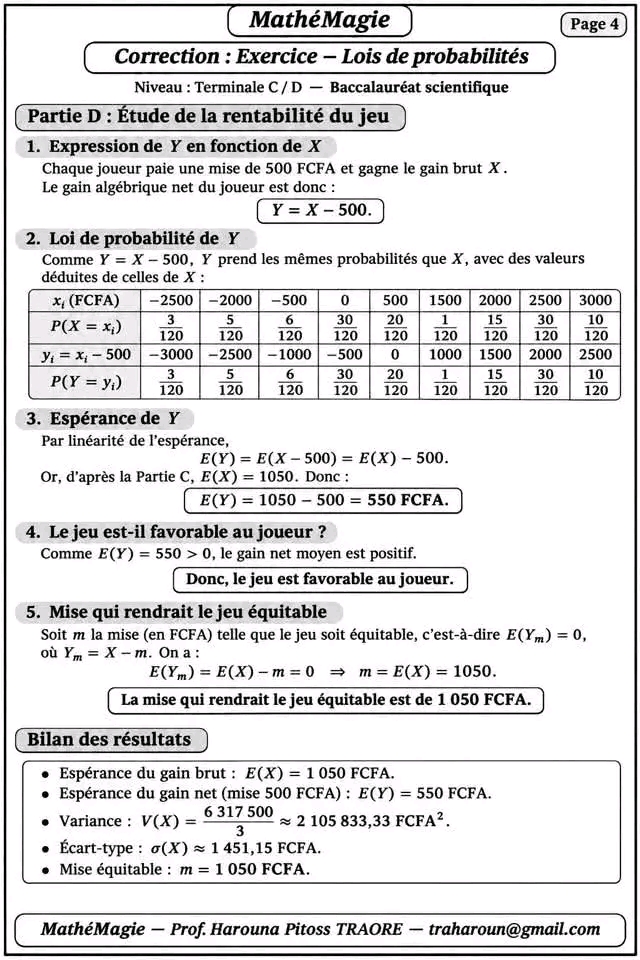 MathéMagie
Page 4
Correction : Exercice – Lois de probabilités
Niveau : Terminale C / D — Baccalauréat scientifique
Partie D : Étude de la rentabilité du jeu
1. Expression de Y en fonction de X
Chaque joueur paie une mise de 500 FCFA et gagne le gain brut X.
Le gain algébrique net du joueur est donc :
Y = X − 500.
2. Loi de probabilité de Y
Comme Y = X − 500, Y prend les mêmes probabilités que X, avec des valeurs
déduites de celles de X :
xᵢ (FCFA) −2500 −2000 −500 0 500 1500 2000 2500 3000
P(X = xᵢ) 3/120 5/120 6/120 30/120 20/120 1/120 15/120 30/120 10/120
yᵢ = xᵢ − 500 −3000 −2500 −1000 −500 0 1000 1500 2000 2500
P(Y = yᵢ) 3/120 5/120 6/120 30/120 20/120 1/120 15/120 30/120 10/120
3. Espérance de Y
Par linéarité de l'espérance,
E(Y) = E(X − 500) = E(X) − 500.
Or, d'après la Partie C, E(X) = 1050. Donc :
E(Y) = 1050 − 500 = 550 FCFA.
4. Le jeu est-il favorable au joueur ?
Comme E(Y) = 550 > 0, le gain net moyen est positif.
Donc, le jeu est favorable au joueur.
5. Mise qui rendrait le jeu équitable
Soit m la mise (en FCFA) telle que le jeu soit équitable, c'est-à-dire E(Yₘ) = 0,
où Yₘ = X − m. On a :
E(Yₘ) = E(X) − m = 0 ⇒ m = E(X) = 1050.
La mise qui rendrait le jeu équitable est de 1 050 FCFA.
Bilan des résultats
• Espérance du gain brut : E(X) = 1 050 FCFA.
• Espérance du gain net (mise 500 FCFA) : E(Y) = 550 FCFA.
• Variance : V(X) = 6 317 500/3 ≈ 2 105 833,33 FCFA².
• Écart-type : σ(X) ≈ 1 451,15 FCFA.
• Mise équitable : m = 1 050 FCFA.
MathéMagie — Prof. Harouna Pitoss TRAORE — traharoun@gmail.com